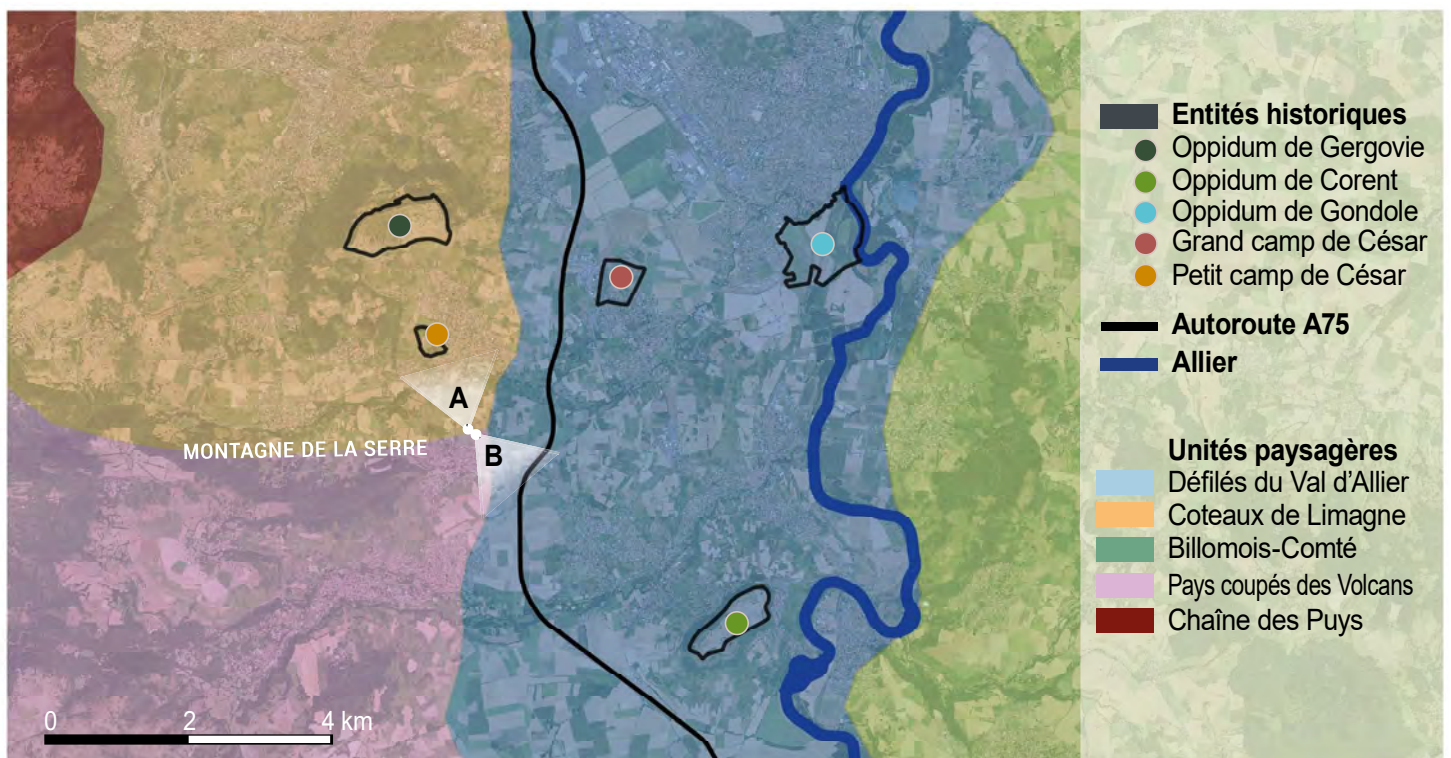 A
B
MONTAGNE DE LA SERRE
0 2 4 km
Entités historiques
Oppidum de Gergovie
Oppidum de Corent
Oppidum de Gondole
Grand camp de César
Petit camp de César
Autoroute A75
Allier
Unités paysagères
Défilés du Val d'Allier
Coteaux de Limagne
Billomois-Comté
Pays coupés des Volcans
Chaîne des Puys